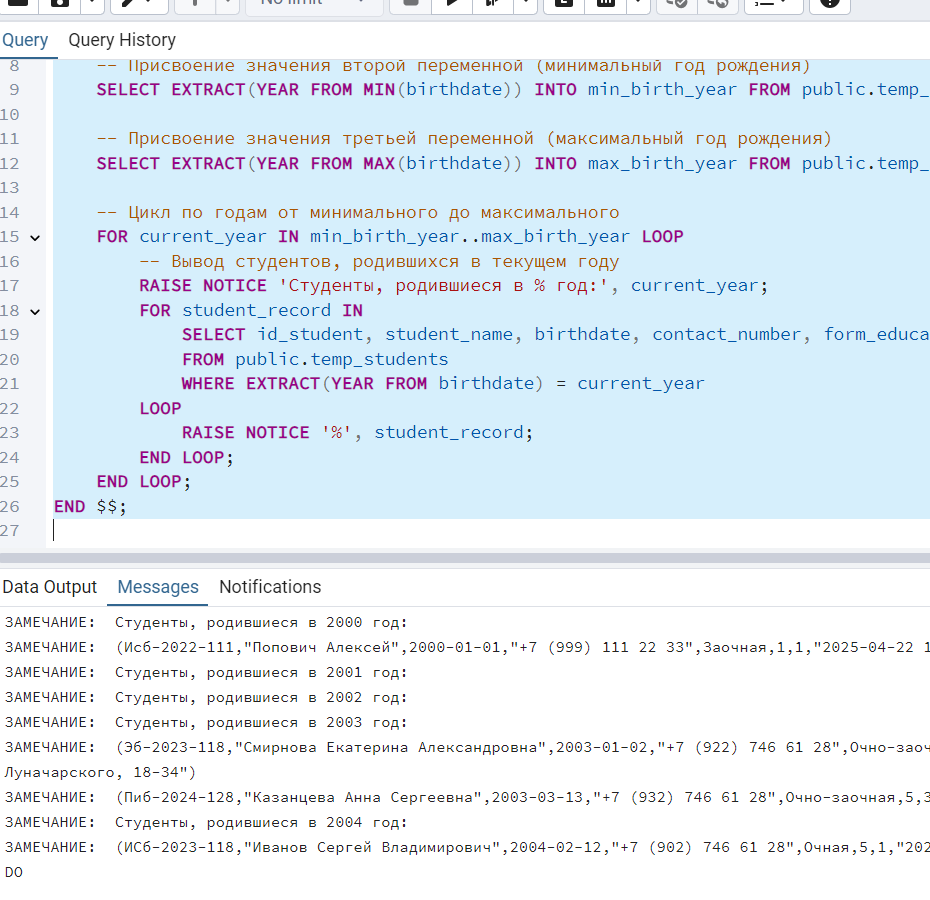 No limit
Query Query History
8 -- Присвоение значения второй переменной (минимальный год рождения)
9 SELECT EXTRACT(YEAR FROM MIN(birthdate)) INTO min_birth_year FROM public.temp_
10
11 -- Присвоение значения третьей переменной (максимальный год рождения)
12 SELECT EXTRACT(YEAR FROM MAX(birthdate)) INTO max_birth_year FROM public.temp_
13
14 -- Цикл по годам от минимального до максимального
15 FOR current_year IN min_birth_year..max_birth_year LOOP
16 -- Вывод студентов, родившихся в текущем году
17 RAISE NOTICE 'Студенты, родившиеся в % год:', current_year;
18 FOR student_record IN
19 SELECT id_student, student_name, birthdate, contact_number, form_educa
20 FROM public.temp_students
21 WHERE EXTRACT(YEAR FROM birthdate) = current_year
22 LOOP
23 RAISE NOTICE '%', student_record;
24 END LOOP;
25 END LOOP;
26 END $$;
27
Data Output Messages Notifications
ЗАМЕЧАНИЕ: Студенты, родившиеся в 2000 год:
ЗАМЕЧАНИЕ: (Исб-2022-111,"Попович Алексей",2000-01-01,"+7 (999) 111 22 33",Заочная,1,1,"2025-04-22 1
ЗАМЕЧАНИЕ: Студенты, родившиеся в 2001 год:
ЗАМЕЧАНИЕ: Студенты, родившиеся в 2002 год:
ЗАМЕЧАНИЕ: Студенты, родившиеся в 2003 год:
ЗАМЕЧАНИЕ: (Эб-2023-118,"Смирнова Екатерина Александровна",2003-01-02,"+7 (922) 746 61 28",Очно-заоч
Луначарского, 18-34")
ЗАМЕЧАНИЕ: (Пиб-2024-128,"Казанцева Анна Сергеевна",2003-03-13,"+7 (932) 746 61 28",Очно-заочная,5,3
ЗАМЕЧАНИЕ: Студенты, родившиеся в 2004 год:
ЗАМЕЧАНИЕ: (ИСб-2023-118,"Иванов Сергей Владимирович",2004-02-12,"+7 (902) 746 61 28",Очная,5,1,"202
DO